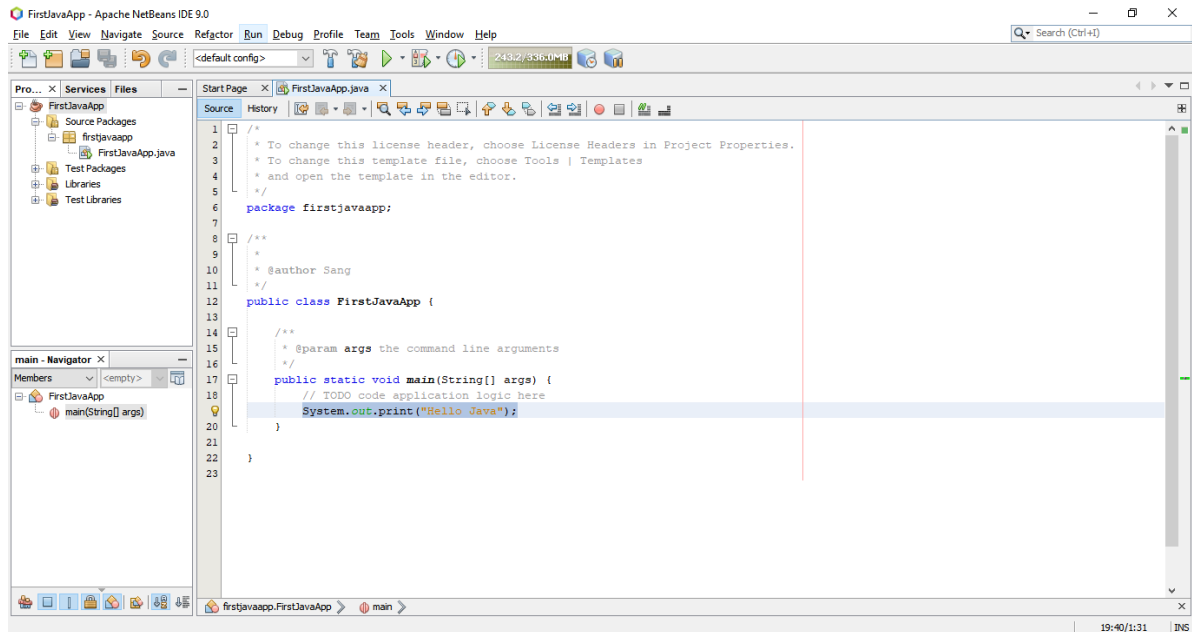 FirstJavaApp - Apache NetBeans IDE 9.0
File Edit View Navigate Source Refactor Run Debug Profile Team Tools Window Help
Search (Ctrl+I)
<default config>
243.2/336.0MB
Pro... Services Files
FirstJavaApp
Source Packages
firstjavaapp
FirstJavaApp.java
Test Packages
Libraries
Test Libraries
main - Navigator
Members <empty>
FirstJavaApp
main(String[] args)
Start Page FirstJavaApp.java
Source History
1 /*
2 * To change this license header, choose License Headers in Project Properties.
3 * To change this template file, choose Tools | Templates
4 * and open the template in the editor.
5 */
6 package firstjavaapp;
7
8 /**
9 *
10 * @author Sang
11 */
12 public class FirstJavaApp {
13
14 /**
15 * @param args the command line arguments
16 */
17 public static void main(String[] args) {
18 // TODO code application logic here
System.out.print("Hello Java");
20 }
21
22 }
23
firstjavaapp.FirstJavaApp main
19:40/1:31 INS